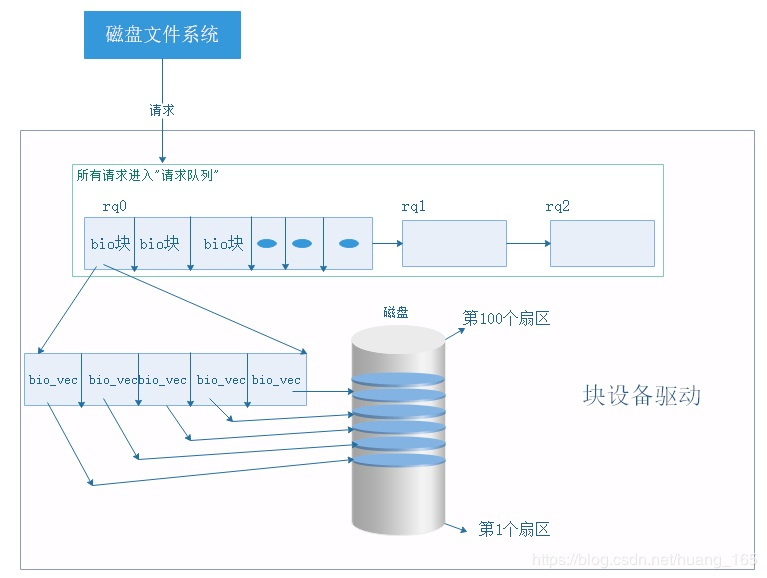 磁盘文件系统
请求
所有请求进入"请求队列"
rq0
rq1
rq2
bio块
bio块
bio块
磁盘
第100个扇区
bio_vec
bio_vec
bio_vec
bio_vec
bio_vec
块设备驱动
第1个扇区
https://blog.csdn.net/huang_165